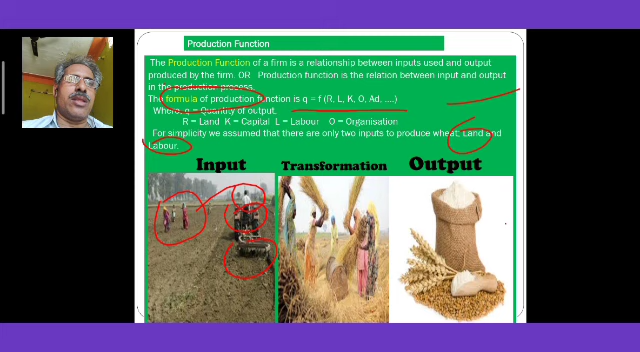 Production Function
The Production Function of a firm is a relationship between inputs used and output
produced by the firm. OR Production function is the relation between input and output
in the production process.
The formula of production function is q = f (R, L, K, O, Ad, ....)
Where, q = Quantity of output,
R = Land K = Capital L = Labour O = Organisation
For simplicity we assumed that there are only two inputs to produce wheat; Land and
Labour.
Input Transformation Output